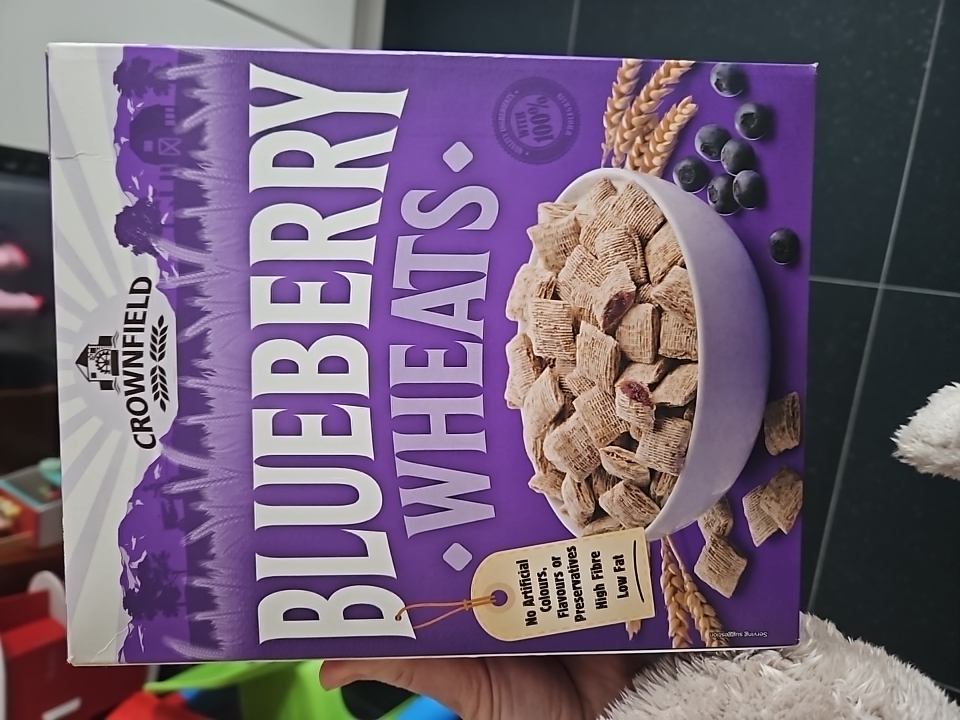 CROWNFIELD
BLUEBERRY
WHEATS
WITH
100%
No Artificial
Colours,
Flavours or
Preservatives
High Fibre
Low Fat
Serving suggestion